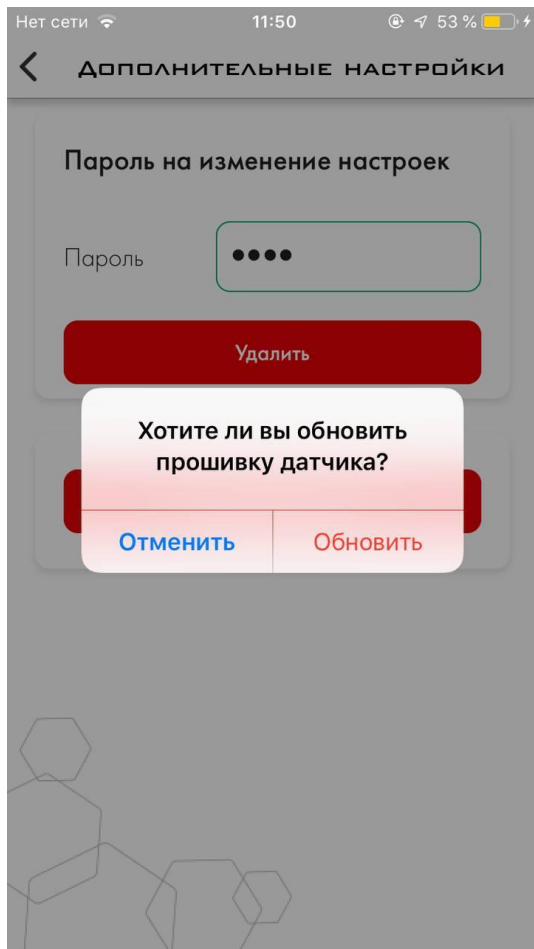 Нет сети 11:50 53 %
Дополнительные настройки
Пароль на изменение настроек
Пароль ••••
Удалить
Хотите ли вы обновить
прошивку датчика?
Отменить Обновить